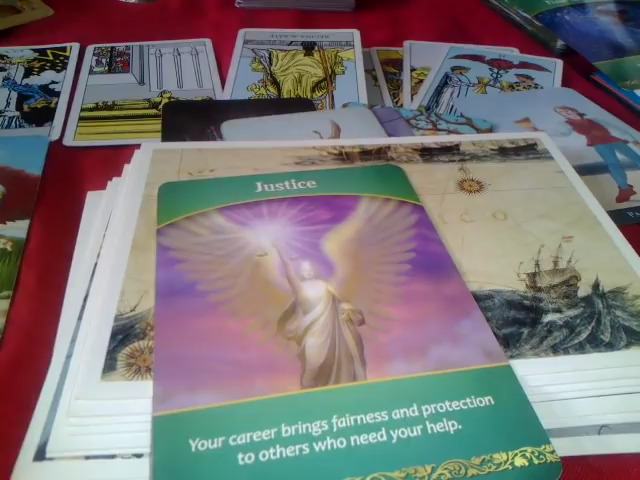 Justice
Your career brings fairness and protection
to others who need your help.